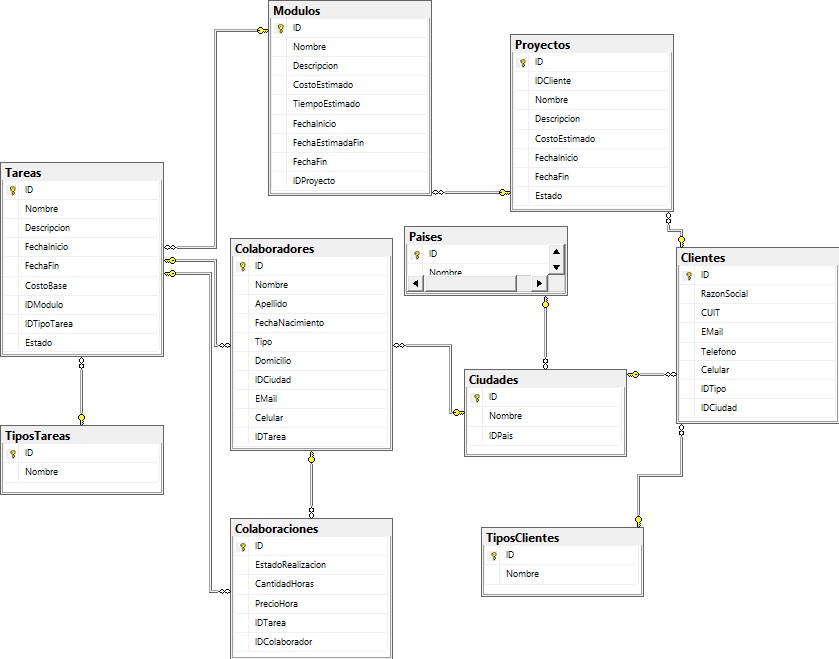 Modulos
ID
Nombre
Descripcion
CostoEstimado
TiempoEstimado
FechaInicio
FechaEstimadaFin
FechaFin
IDProyecto
Proyectos
ID
IDCliente
Nombre
Descripcion
CostoEstimado
FechaInicio
FechaFin
Estado
Tareas
ID
Nombre
Descripcion
FechaInicio
FechaFin
CostoBase
IDModulo
IDTipoTarea
Estado
Colaboradores
ID
Nombre
Apellido
FechaNacimiento
Tipo
Domicilio
IDCiudad
EMail
Celular
IDTarea
Paises
ID
Nombre
Clientes
ID
RazonSocial
CUIT
EMail
Telefono
Celular
IDTipo
IDCiudad
Ciudades
ID
Nombre
IDPais
TiposTareas
ID
Nombre
Colaboraciones
ID
EstadoRealizacion
CantidadHoras
PrecioHora
IDTarea
IDColaborador
TiposClientes
ID
Nombre